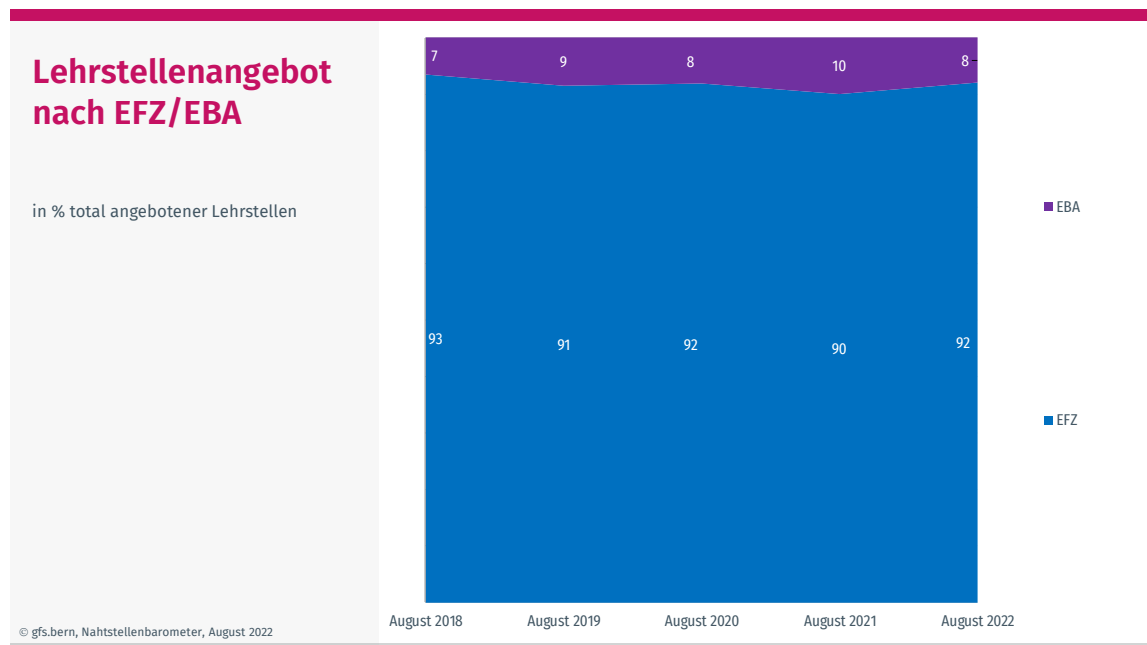 Lehrstellenangebot
nach EFZ/EBA
in % total angebotener Lehrstellen
7 9 8 10 8
EBA
93 91 92 90 92
EFZ
August 2018 August 2019 August 2020 August 2021 August 2022
© gfs.bern, Nahtstellenbarometer, August 2022